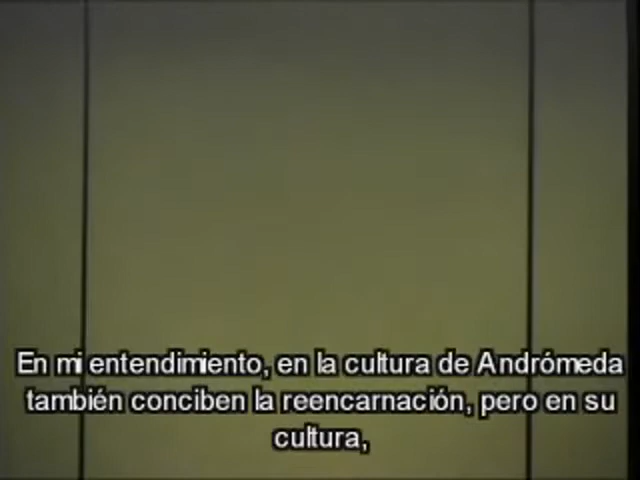 En mi entendimiento, en la cultura de Andrómeda
también conciben la reencarnación, pero en su
cultura,